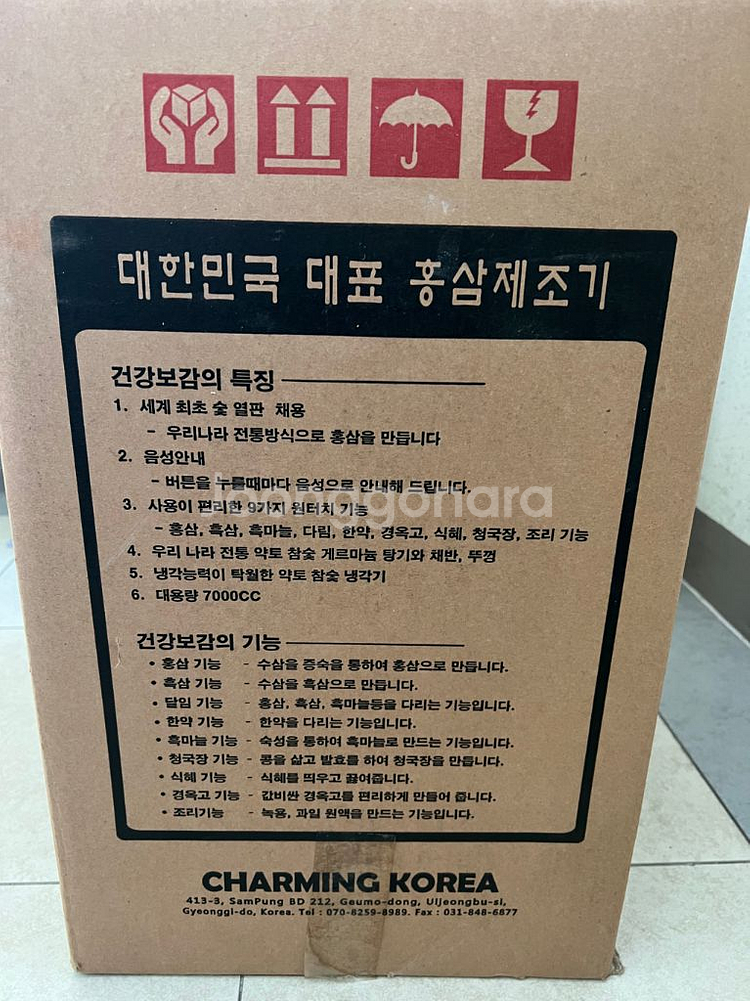 대한민국 대표 홍삼제조기
건강보감의 특징
1. 세계 최초 숯 열판 채용
- 우리나라 전통방식으로 홍삼을 만듭니다
2. 음성안내
- 버튼을 누를때마다 음성으로 안내해 드립니다.
joonggonara
3. 사용이 편리한 9가지 원터치 기능
- 홍삼, 흑삼, 흑마늘, 다림, 한약, 경옥고, 식혜, 청국장, 조리 기능
4. 우리 나라 전통 약토 참숯 게르마늄 탕기와 채반, 뚜껑
5. 냉각능력이 탁월한 약토 참숯 냉각기
6. 대용량 7000CC
건강보감의 기능
• 홍삼 기능 - 수삼을 증숙을 통하여 홍삼으로 만듭니다.
• 흑삼 기능 - 수삼을 흑삼으로 만듭니다.
• 달임 기능 - 홍삼, 흑삼, 흑마늘등을 다리는 기능입니다.
• 한약 기능 - 한약을 다리는 기능입니다.
• 흑마늘 기능 - 숙성을 통하여 흑마늘로 만드는 기능입니다.
• 청국장 기능 - 콩을 삶고 발효를 하여 청국장을 만듭니다.
• 식혜 기능 - 식혜를 띄우고 끓여줍니다.
• 경옥고 기능 - 값비싼 경옥고를 편리하게 만들어 줍니다.
• 조리기능 - 녹용, 과일 원액을 만드는 기능입니다.
CHARMING KOREA
413-3, SamPung BD 212, Geumo-dong, Uijeongbu-si,
Gyeonggi-do, Korea. Tel : 070-8259-8989. Fax : 031-848-6877